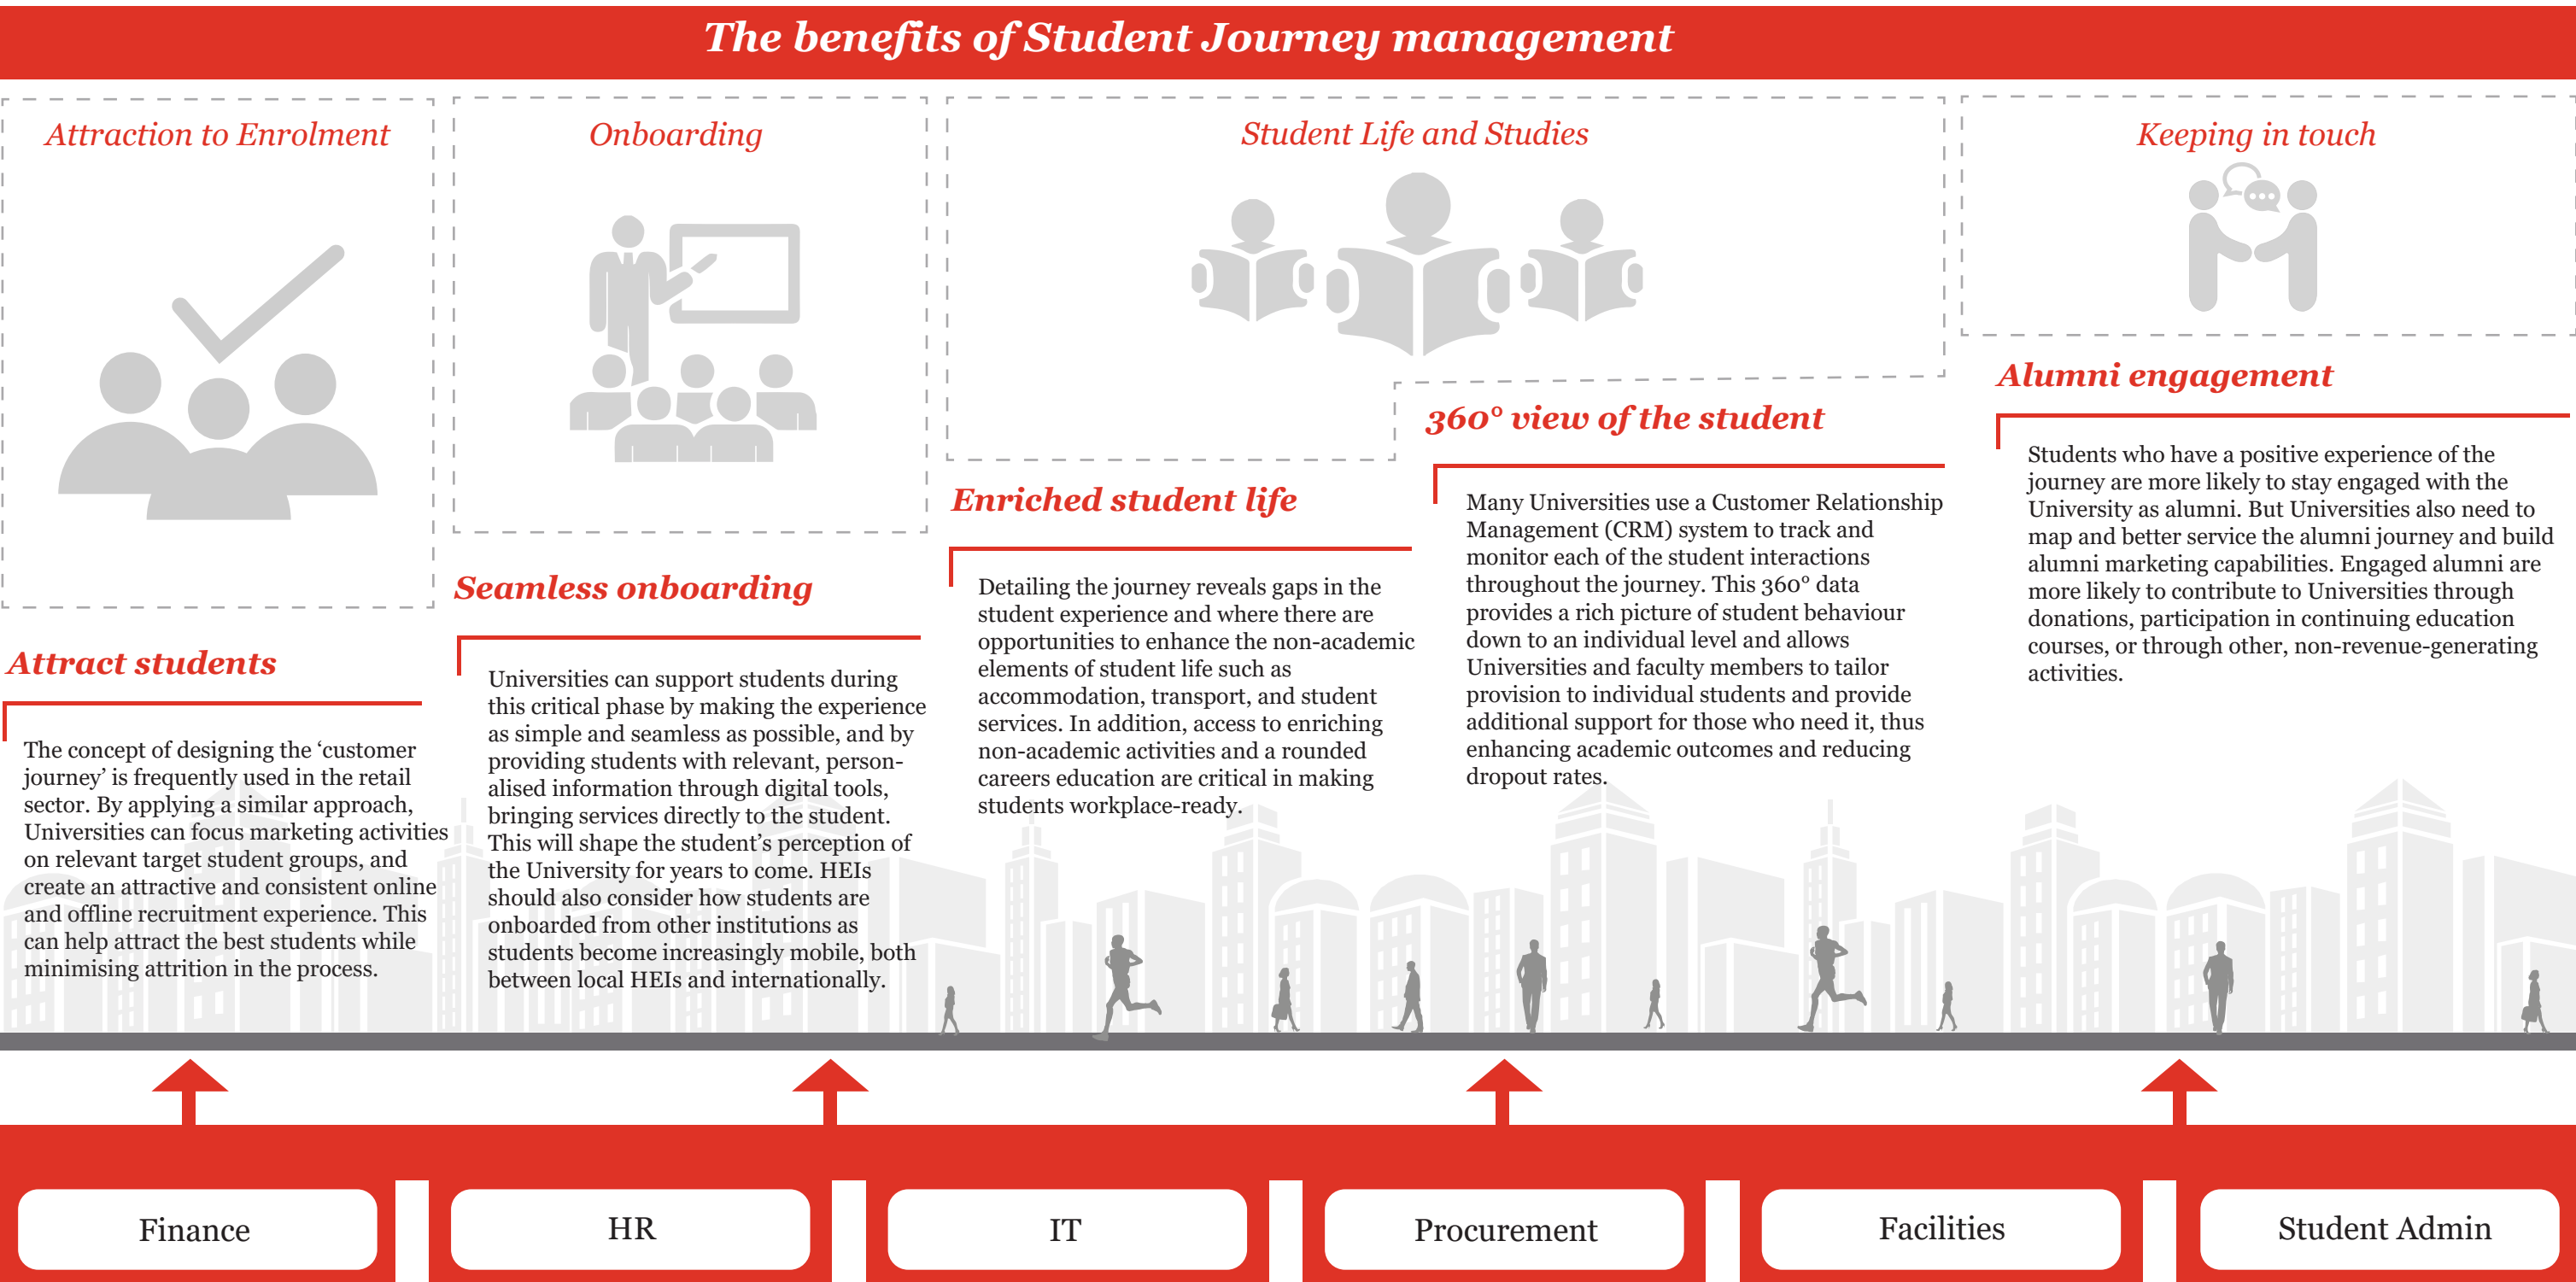 The benefits of Student Journey management
Attraction to Enrolment
Attract students
The concept of designing the ‘customer
journey’ is frequently used in the retail
sector. By applying a similar approach,
Universities can focus marketing activities
on relevant target student groups, and
create an attractive and consistent online
and offline recruitment experience. This
can help attract the best students while
minimising attrition in the process.
Onboarding
Seamless onboarding
Universities can support students during
this critical phase by making the experience
as simple and seamless as possible, and by
providing students with relevant, person-
alised information through digital tools,
bringing services directly to the student.
This will shape the student’s perception of
the University for years to come. HEIs
should also consider how students are
onboarded from other institutions as
students become increasingly mobile, both
between local HEIs and internationally.
Student Life and Studies
Enriched student life
Detailing the journey reveals gaps in the
student experience and where there are
opportunities to enhance the non-academic
elements of student life such as
accommodation, transport, and student
services. In addition, access to enriching
non-academic activities and a rounded
careers education are critical in making
students workplace-ready.
360° view of the student
Many Universities use a Customer Relationship
Management (CRM) system to track and
monitor each of the student interactions
throughout the journey. This 360° data
provides a rich picture of student behaviour
down to an individual level and allows
Universities and faculty members to tailor
provision to individual students and provide
additional support for those who need it, thus
enhancing academic outcomes and reducing
dropout rates.
Keeping in touch
Alumni engagement
Students who have a positive experience of the
journey are more likely to stay engaged with the
University as alumni. But Universities also need to
map and better service the alumni journey and build
alumni marketing capabilities. Engaged alumni are
more likely to contribute to Universities through
donations, participation in continuing education
courses, or through other, non-revenue-generating
activities.
Finance
HR
IT
Procurement
Facilities
Student Admin